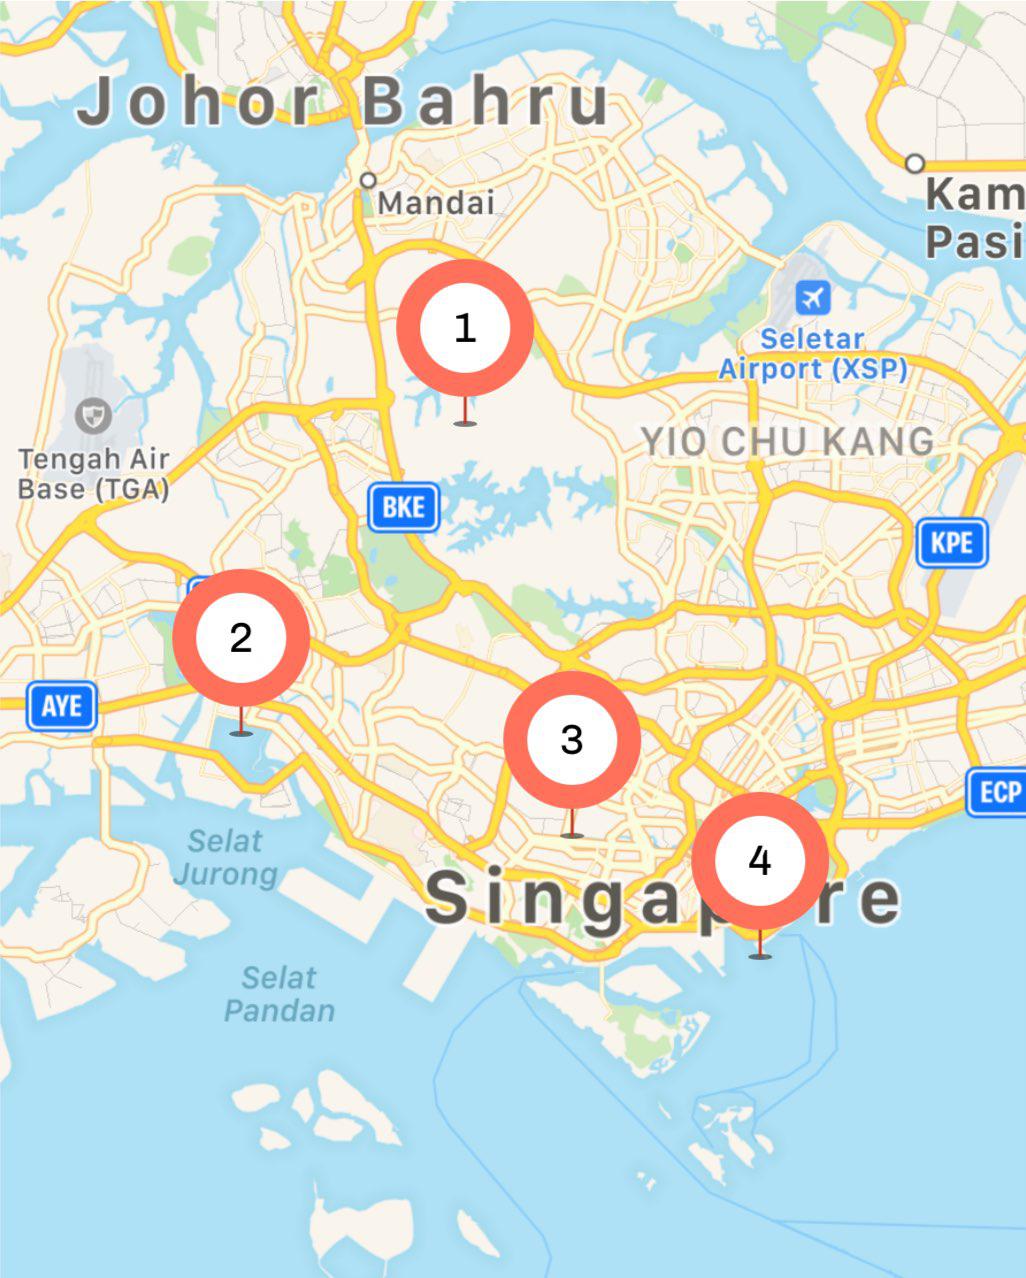 Johor Bahru
Mandai
Kam
Pasi
1
Seletar
Airport (XSP)
Tengah Air
Base (TGA)
YIO CHU KANG
BKE
KPE
2
AYE
3
ECP
Selat
Jurong
4
Singap re
Selat
Pandan